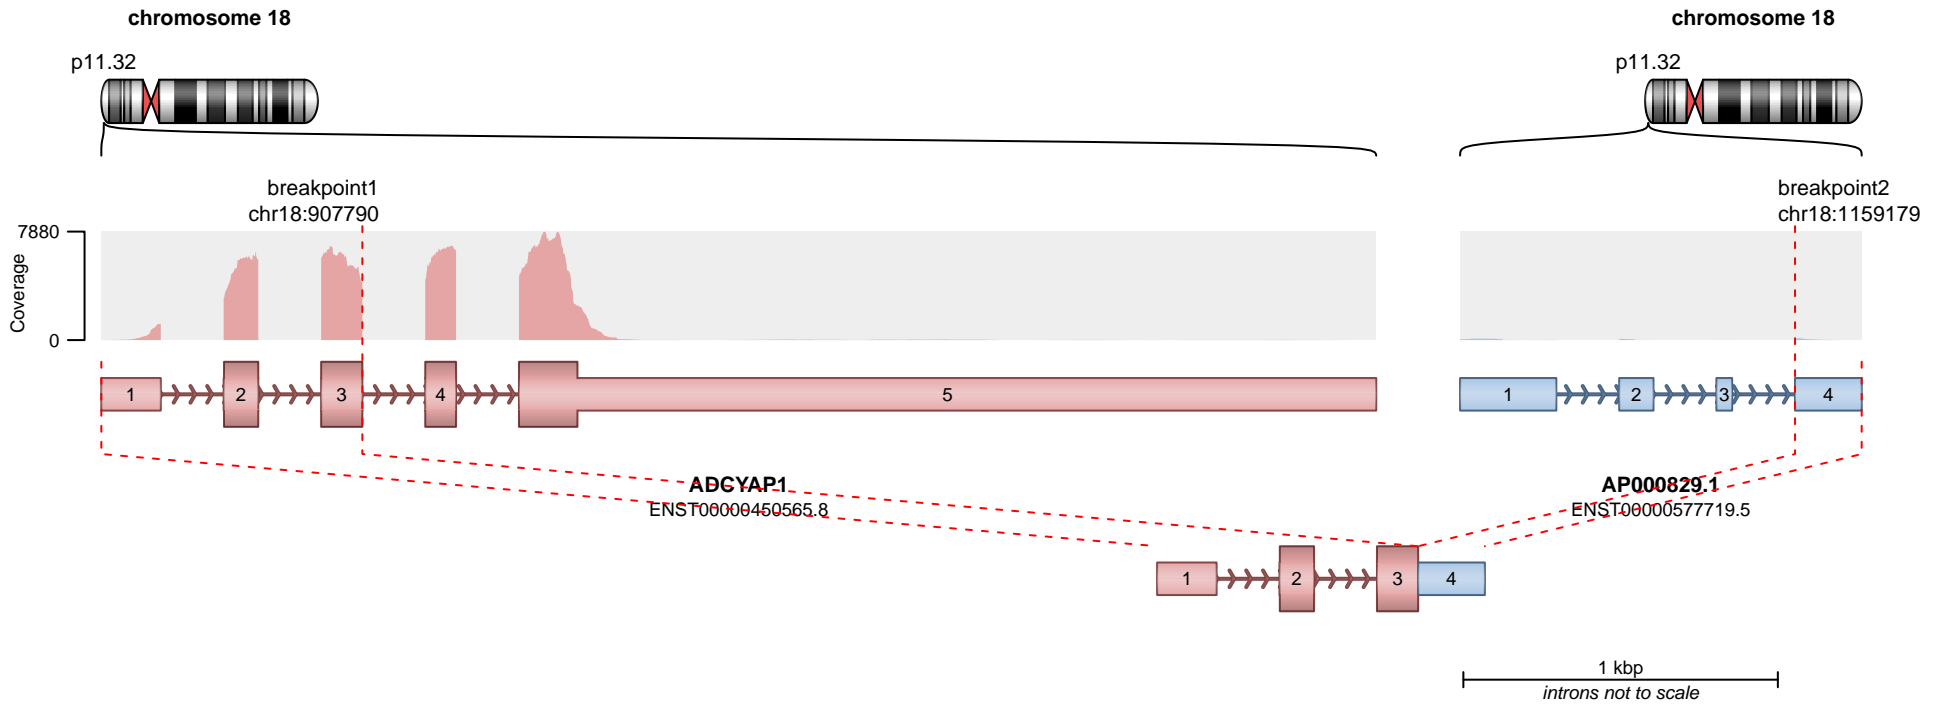 chromosome 18
chromosome 18
p11.32
p11.32
breakpoint1
chr18:907790
breakpoint2
chr18:1159179
7880
Coverage
0
1 2 3 4 5
1 2 3 4
ADCYAP1
ENST00000450565.8
AP000829.1
ENST00000577719.5
1 2 3 4
1 kbp
introns not to scale